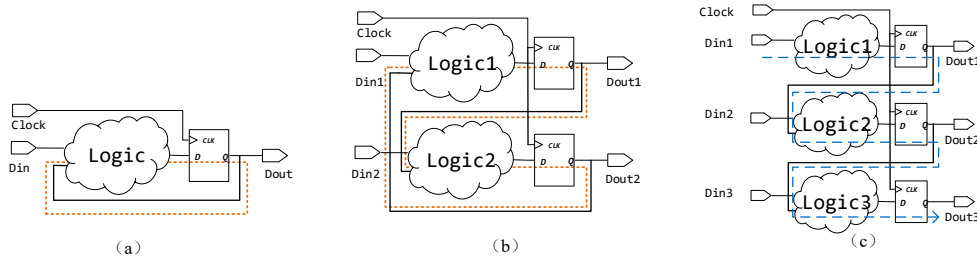 Clock
Din
Logic
CLK
D
Q
Dout
(a)
Clock
Din1
Logic1
CLK
D
Q
Dout1
Din2
Logic2
CLK
D
Q
Dout2
(b)
Clock
Din1
Logic1
CLK
D
Q
Dout1
Din2
Logic2
CLK
D
Q
Dout2
Din3
Logic3
CLK
D
Q
Dout3
(c)